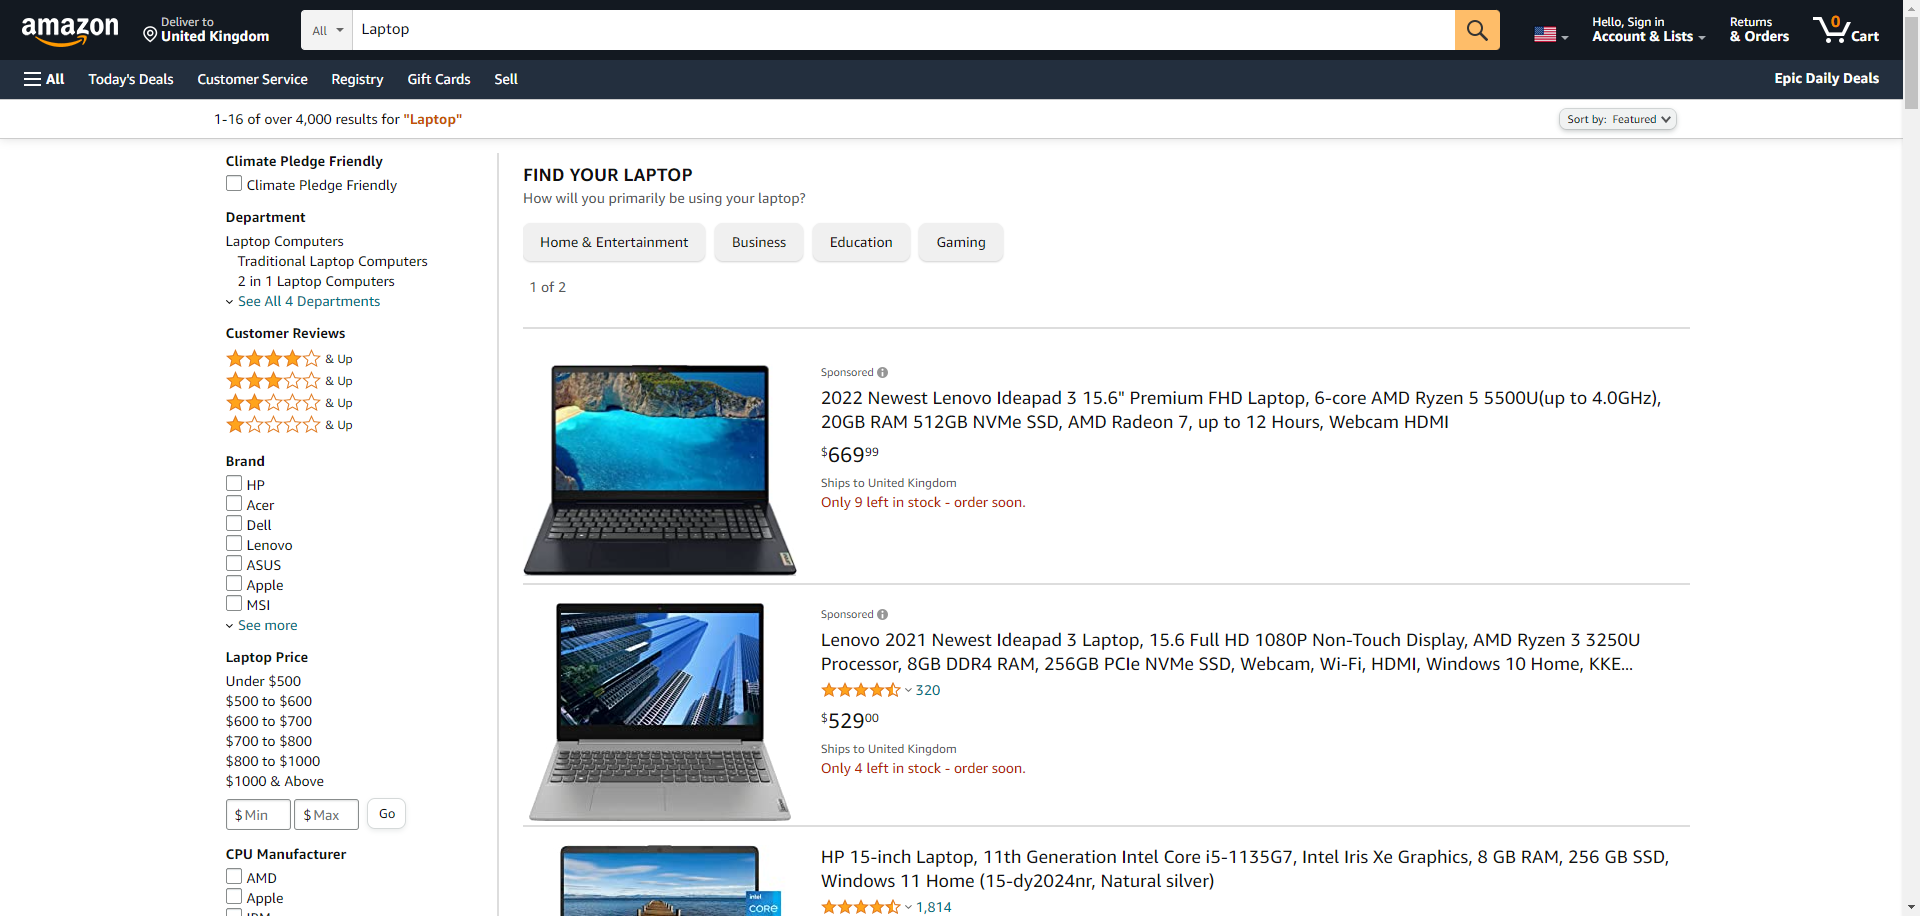 amazon
Deliver to
United Kingdom
All
Laptop
Hello, Sign in
Account & Lists
Returns
& Orders
0
Cart
All
Today's Deals
Customer Service
Registry
Gift Cards
Sell
Epic Daily Deals
1-16 of over 4,000 results for "Laptop"
Sort by: Featured
Climate Pledge Friendly
Climate Pledge Friendly
Department
Laptop Computers
Traditional Laptop Computers
2 in 1 Laptop Computers
See All 4 Departments
Customer Reviews
& Up
& Up
& Up
& Up
Brand
HP
Acer
Dell
Lenovo
ASUS
Apple
MSI
See more
Laptop Price
Under $500
$500 to $600
$600 to $700
$700 to $800
$800 to $1000
$1000 & Above
$ Min
$ Max
Go
CPU Manufacturer
AMD
Apple
IBM
FIND YOUR LAPTOP
How will you primarily be using your laptop?
Home & Entertainment
Business
Education
Gaming
1 of 2
Sponsored
2022 Newest Lenovo Ideapad 3 15.6" Premium FHD Laptop, 6-core AMD Ryzen 5 5500U(up to 4.0GHz),
20GB RAM 512GB NVMe SSD, AMD Radeon 7, up to 12 Hours, Webcam HDMI
$66999
Ships to United Kingdom
Only 9 left in stock - order soon.
Sponsored
Lenovo 2021 Newest Ideapad 3 Laptop, 15.6 Full HD 1080P Non-Touch Display, AMD Ryzen 3 3250U
Processor, 8GB DDR4 RAM, 256GB PCIe NVMe SSD, Webcam, Wi-Fi, HDMI, Windows 10 Home, KKE...
320
$52900
Ships to United Kingdom
Only 4 left in stock - order soon.
intel
CORE
HP 15-inch Laptop, 11th Generation Intel Core i5-1135G7, Intel Iris Xe Graphics, 8 GB RAM, 256 GB SSD,
Windows 11 Home (15-dy2024nr, Natural silver)
1,814